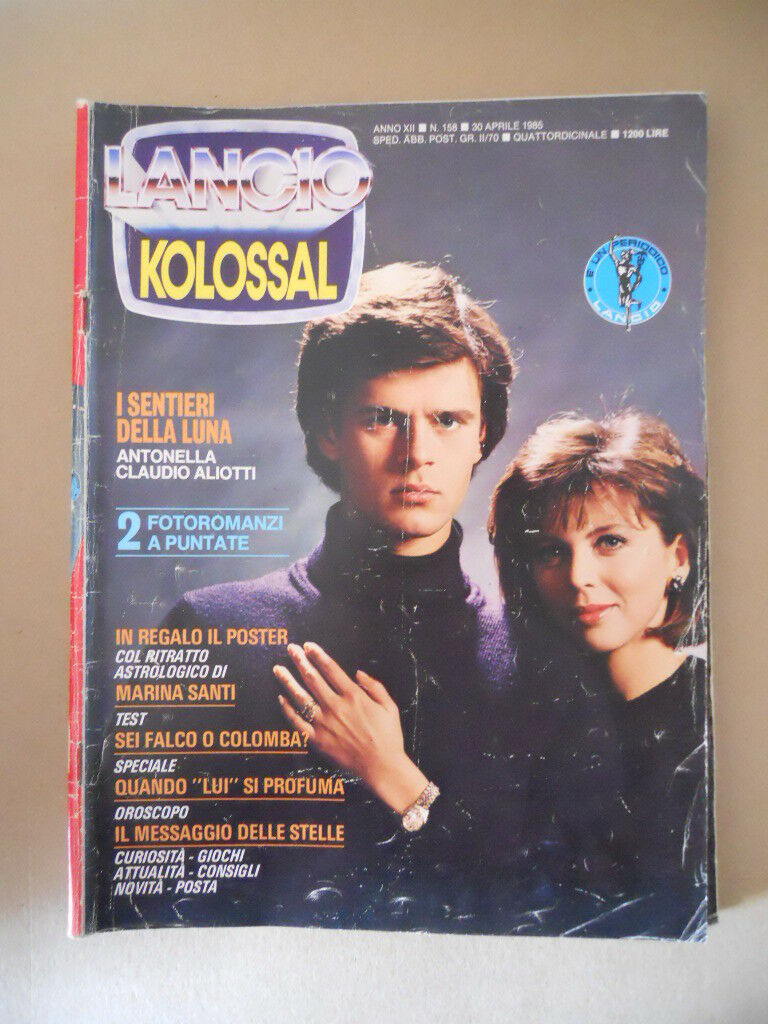 ANNO XII ■ N. 158 ■ 30 APRILE 1985
SPED. ABB. POST. GR. II/70 ■ QUATTORDICINALE ■ 1200 LIRE
LANCIO
KOLOSSAL
È UN PERIODICO
LANCIO
I SENTIERI
DELLA LUNA
ANTONELLA
CLAUDIO ALIOTTI
2 FOTOROMANZI
A PUNTATE
IN REGALO IL POSTER
COL RITRATTO
ASTROLOGICO DI
MARINA SANTI
TEST
SEI FALCO O COLOMBA?
SPECIALE
QUANDO "LUI" SI PROFUMA
OROSCOPO
IL MESSAGGIO DELLE STELLE
CURIOSITÀ - GIOCHI
ATTUALITÀ - CONSIGLI
NOVITÀ - POSTA